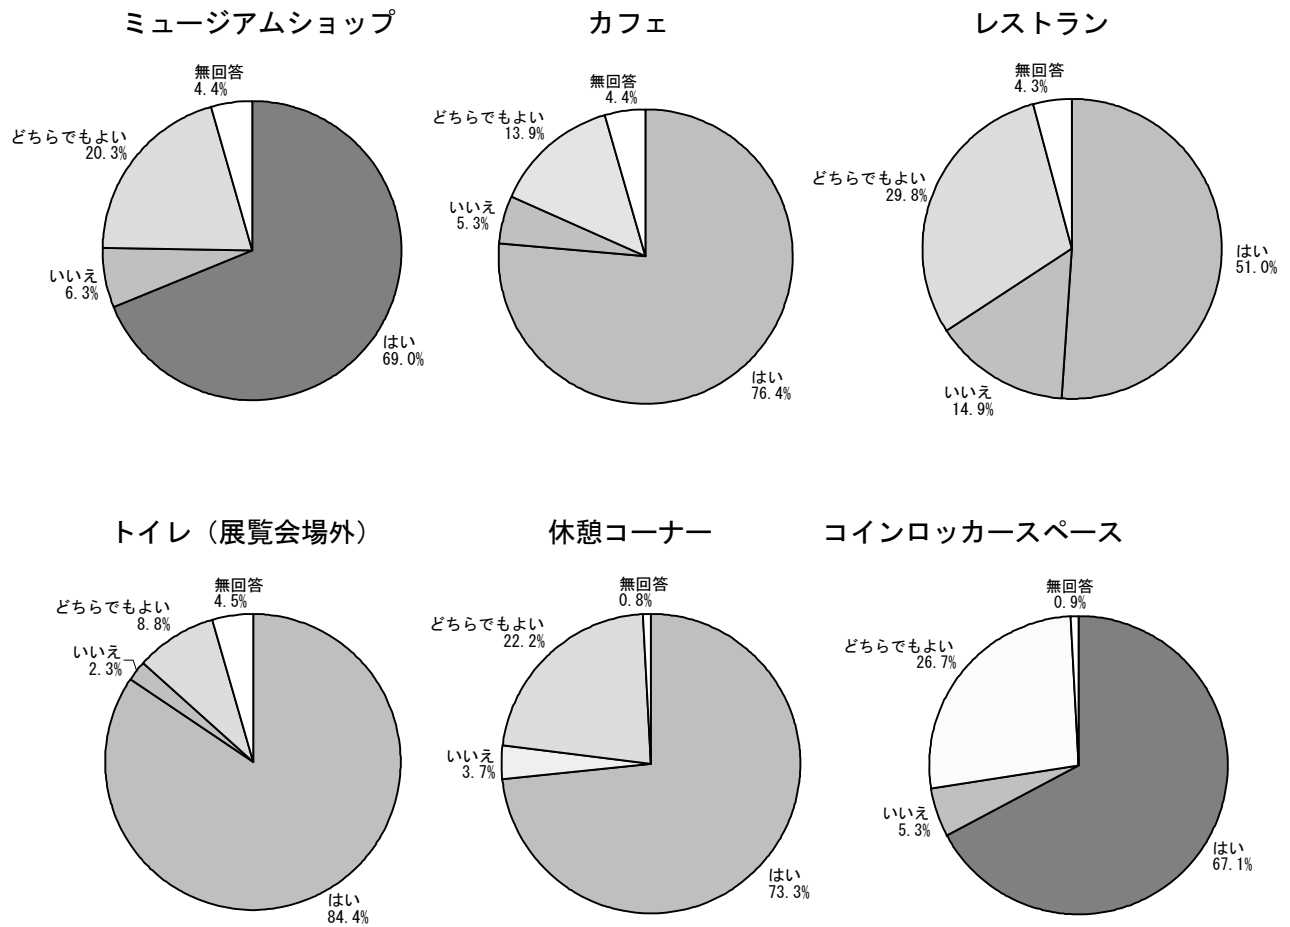 ミュージアムショップ
無回答
4.4%
どちらでもよい
20.3%
いいえ
6.3%
はい
69.0%
カフェ
無回答
4.4%
どちらでもよい
13.9%
いいえ
5.3%
はい
76.4%
レストラン
無回答
4.3%
どちらでもよい
29.8%
はい
51.0%
いいえ
14.9%
トイレ（展覧会場外）
無回答
4.5%
どちらでもよい
8.8%
いいえ
2.3%
はい
84.4%
休憩コーナー
無回答
0.8%
どちらでもよい
22.2%
いいえ
3.7%
はい
73.3%
コインロッカースペース
無回答
0.9%
どちらでもよい
26.7%
いいえ
5.3%
はい
67.1%